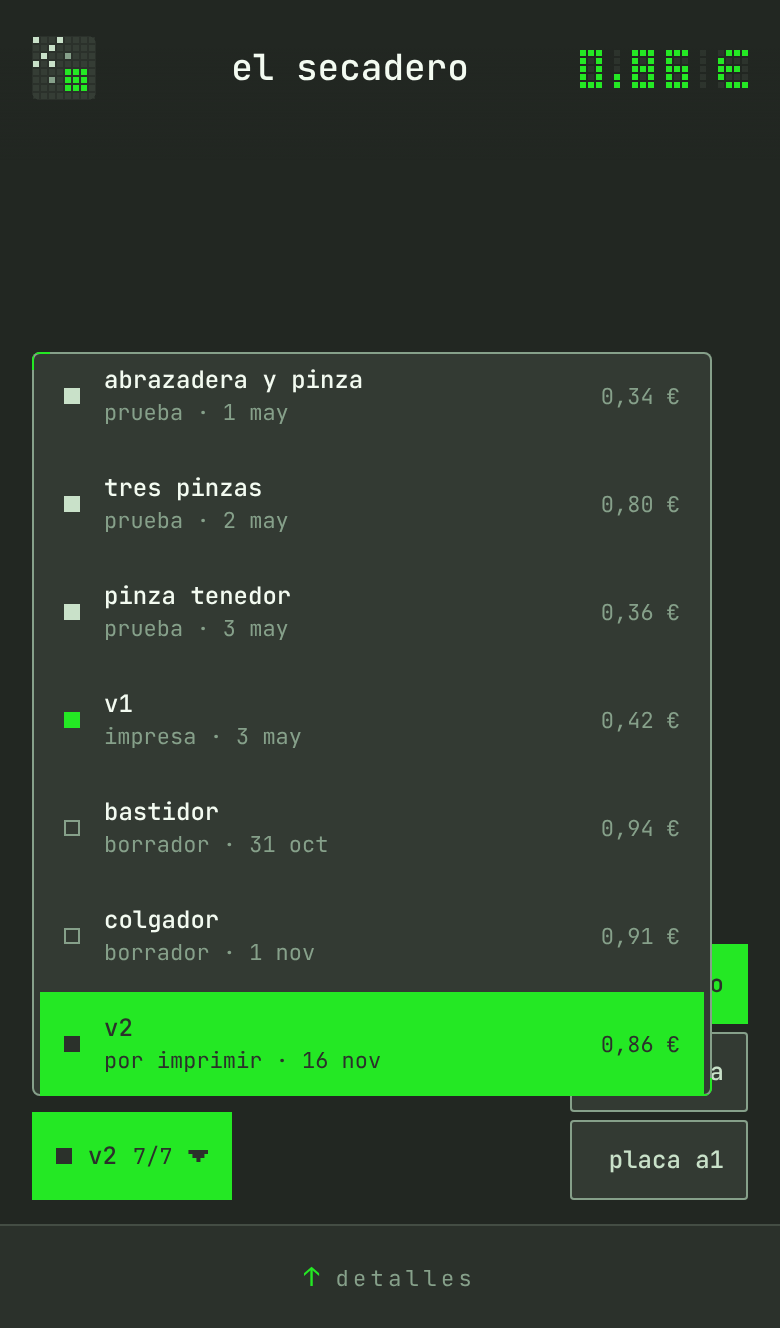 el secadero
0.86 €
abrazadera y pinza
prueba · 1 may
0,34 €
tres pinzas
prueba · 2 may
0,80 €
pinza tenedor
prueba · 3 may
0,36 €
v1
impresa · 3 may
0,42 €
bastidor
borrador · 31 oct
0,94 €
colgador
borrador · 1 nov
0,91 €
v2
por imprimir · 16 nov
0,86 €
o
a
v2 7/7
placa a1
↑ detalles